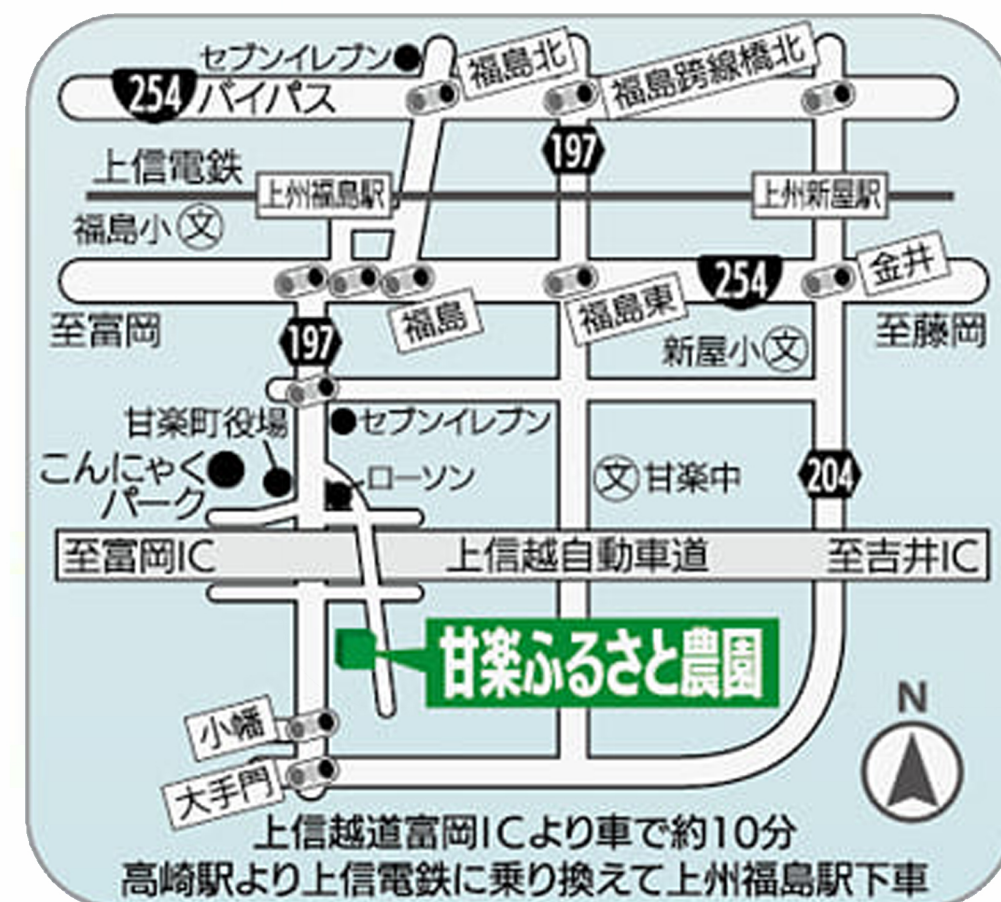 セブンイレブン
福島北
福島跨線橋北
254
バイパス
197
上信電鉄
上州福島駅
上州新屋駅
福島小
文
金井
254
福島
福島東
至富岡
至藤岡
197
新屋小
文
甘楽町役場
セブンイレブン
こんにゃく
パーク
ローソン
文
甘楽中
204
至富岡IC
上信越自動車道
至吉井IC
甘楽ふるさと農園
小幡
N
大手門
上信越道富岡ICより車で約10分
高崎駅より上信電鉄に乗り換えて上州福島駅下車